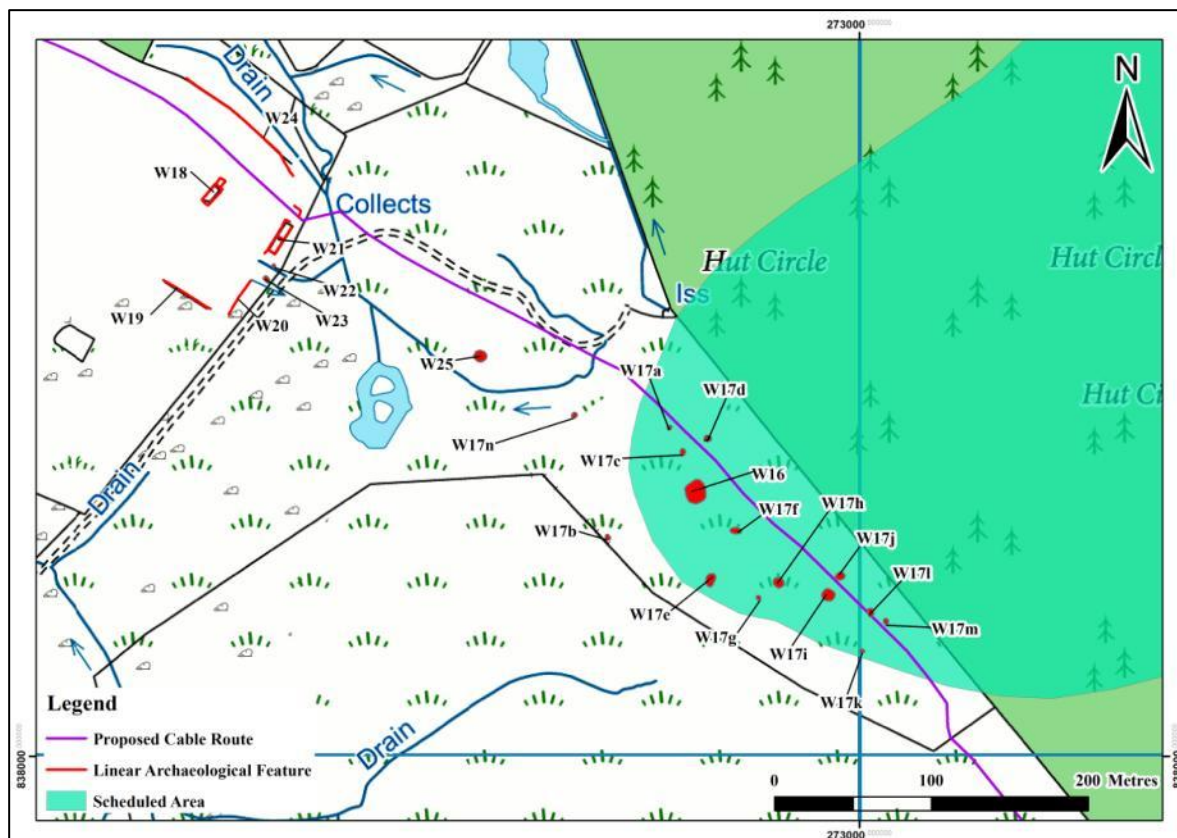 273000
N
Drain
W24
W18
Collects
W21
Hut Circle
Hut Circl
W22
Iss
W19
W20
W23
W25
W17a
W17d
Hut Ci
W17n
W17c
W16
W17h
W17f
W17b
W17j
W17l
Drain
W17e
W17g
W17i
W17m
W17k
Legend
Proposed Cable Route
Linear Archaeological Feature
Scheduled Area
Drain
838000
838000
0 100 200 Metres
273000